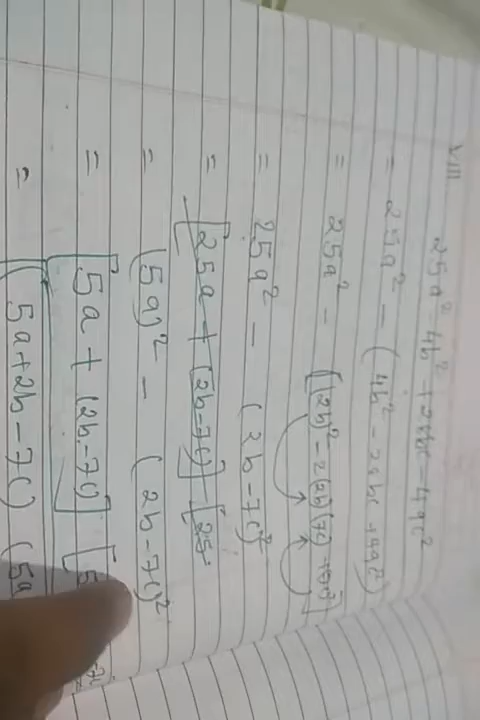 VIII 25a² - 4b² + 28bc - 49c²
= 25a² - (4b² - 28bc + 49c²)
= 25a² - [(2b)² - 2(2b)(7c) + (7c)²]
= 25a² - (2b - 7c)²
= [25a + (2b-7c)] - [25
= (5a)² - (2b-7c)²
= [5a + (2b-7c)] [5
= (5a+2b-7c) (5a